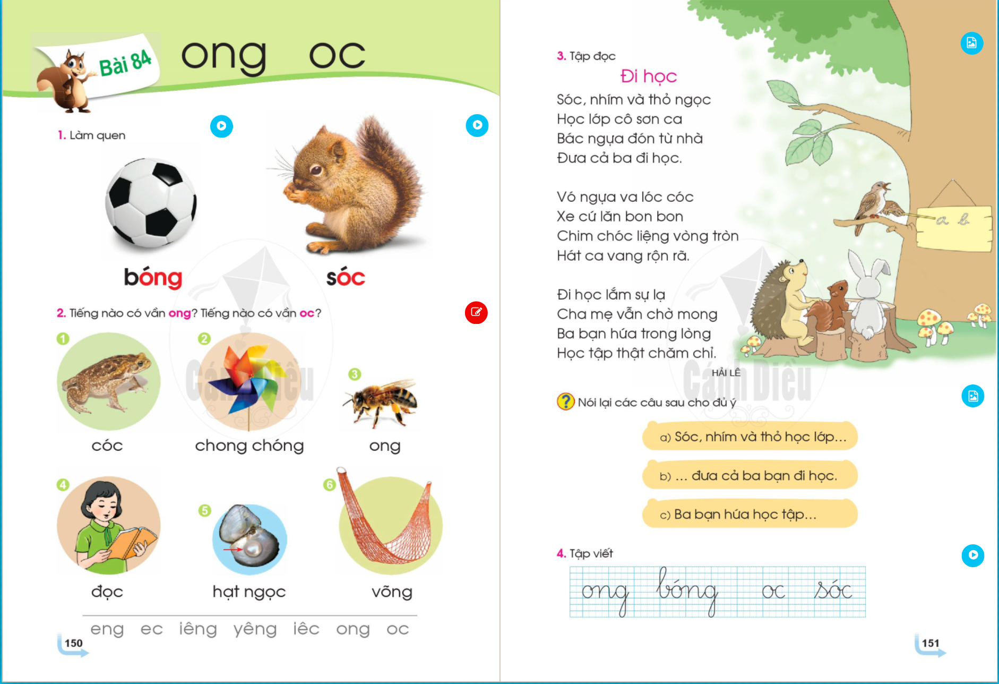 Bài 84
ong oc
1. Làm quen
bóng
sóc
2. Tiếng nào có vần ong? Tiếng nào có vần oc?
1
2
3
cóc
chong chóng
ong
4
5
6
đọc
hạt ngọc
võng
eng ec iêng yêng iêc ong oc
150
Cánh Diều
3. Tập đọc
Đi học
Sóc, nhím và thỏ ngọc
Học lớp cô sơn ca
Bác ngựa đón từ nhà
Đưa cả ba đi học.
Vó ngựa va lóc cóc
Xe cứ lăn bon bon
Chim chóc liệng vòng tròn
Hát ca vang rộn rã.
Đi học lắm sự lạ
Cha mẹ vẫn chờ mong
Ba bạn hứa trong lòng
Học tập thật chăm chỉ.
HẢI LÊ
a b
Cánh Diều
? Nói lại các câu sau cho đủ ý
a) Sóc, nhím và thỏ học lớp...
b) ... đưa cả ba bạn đi học.
c) Ba bạn hứa học tập...
4. Tập viết
ong bóng oc sóc
151